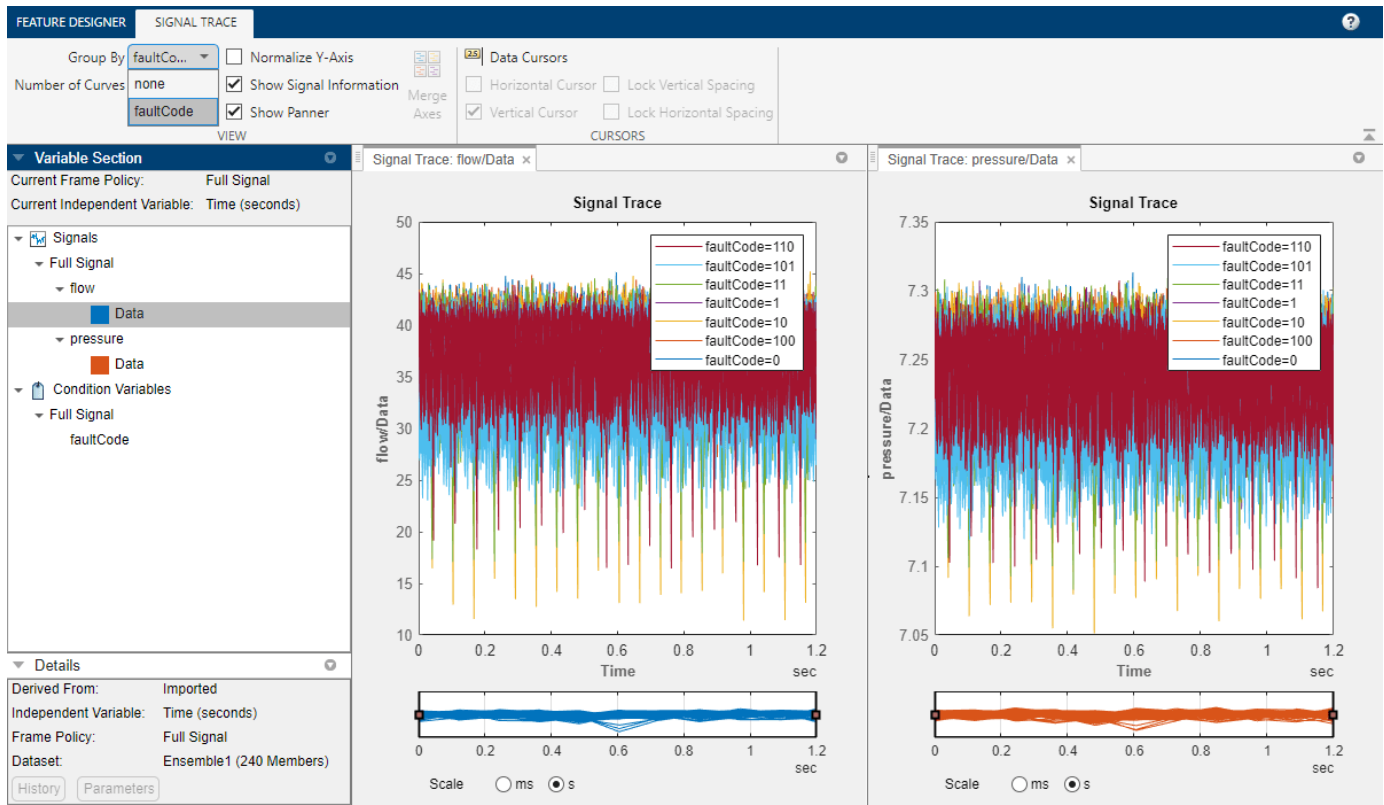 FEATURE DESIGNER SIGNAL TRACE ?
Group By faultCo... Normalize Y-Axis
Number of Curves none Show Signal Information
faultCode Show Panner
Merge Axes
VIEW
Data Cursors
Horizontal Cursor Lock Vertical Spacing
Vertical Cursor Lock Horizontal Spacing
CURSORS
Variable Section
Current Frame Policy: Full Signal
Current Independent Variable: Time (seconds)
Signals
Full Signal
flow
Data
pressure
Data
Condition Variables
Full Signal
faultCode
Details
Derived From: Imported
Independent Variable: Time (seconds)
Frame Policy: Full Signal
Dataset: Ensemble1 (240 Members)
History Parameters
Signal Trace: flow/Data ×
Signal Trace
50
45
40
35
30
25
20
15
10
flow/Data
faultCode=110
faultCode=101
faultCode=11
faultCode=1
faultCode=10
faultCode=100
faultCode=0
0 0.2 0.4 0.6 0.8 1 1.2
Time sec
0 0.2 0.4 0.6 0.8 1 1.2
sec
Scale ms s
Signal Trace: pressure/Data ×
Signal Trace
7.35
7.3
7.25
7.2
7.15
7.1
7.05
pressure/Data
faultCode=110
faultCode=101
faultCode=11
faultCode=1
faultCode=10
faultCode=100
faultCode=0
0 0.2 0.4 0.6 0.8 1 1.2
Time sec
0 0.2 0.4 0.6 0.8 1 1.2
sec
Scale ms s